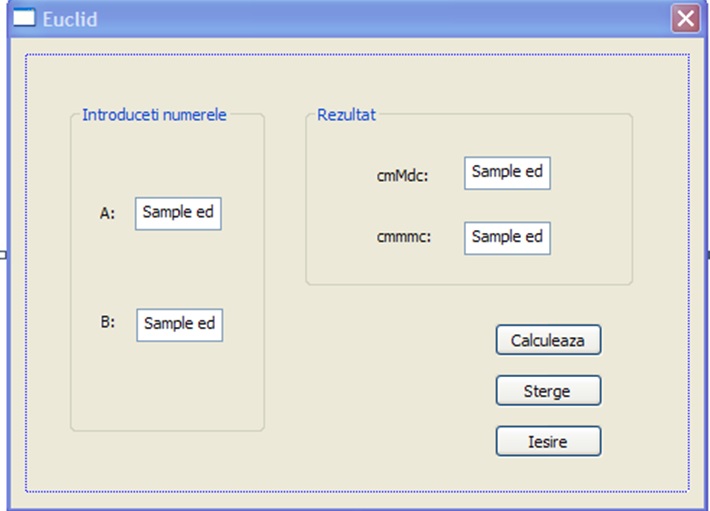 Euclid
Introduceti numerele
A: Sample ed
B: Sample ed
Rezultat
cmMdc: Sample ed
cmmmc: Sample ed
Calculeaza
Sterge
Iesire